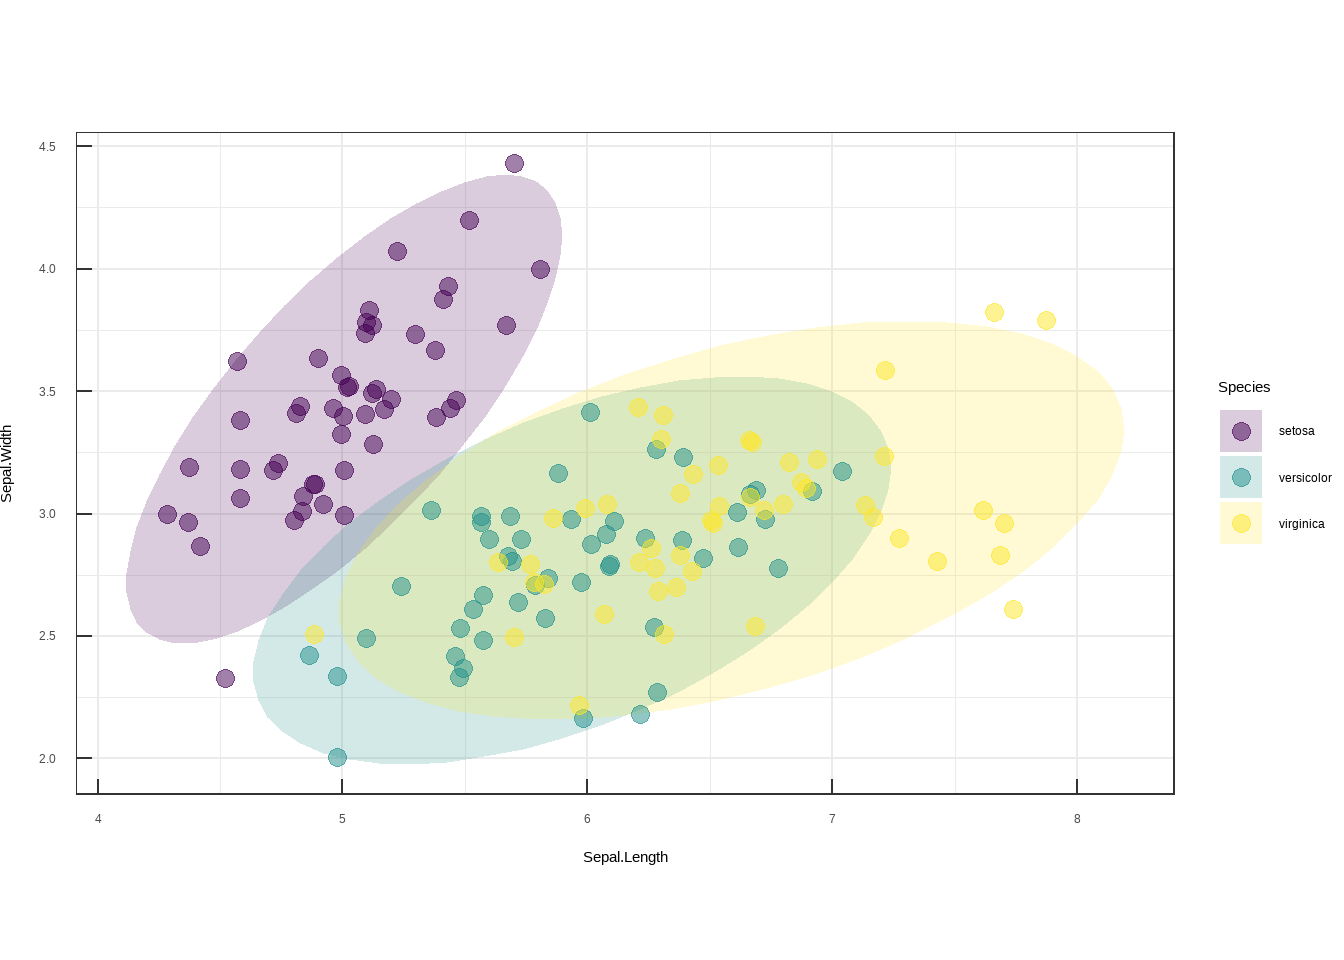 4.5
4.0
3.5
3.0
2.5
2.0
Sepal.Width
4 5 6 7 8
Sepal.Length
Species
setosa
versicolor
virginica